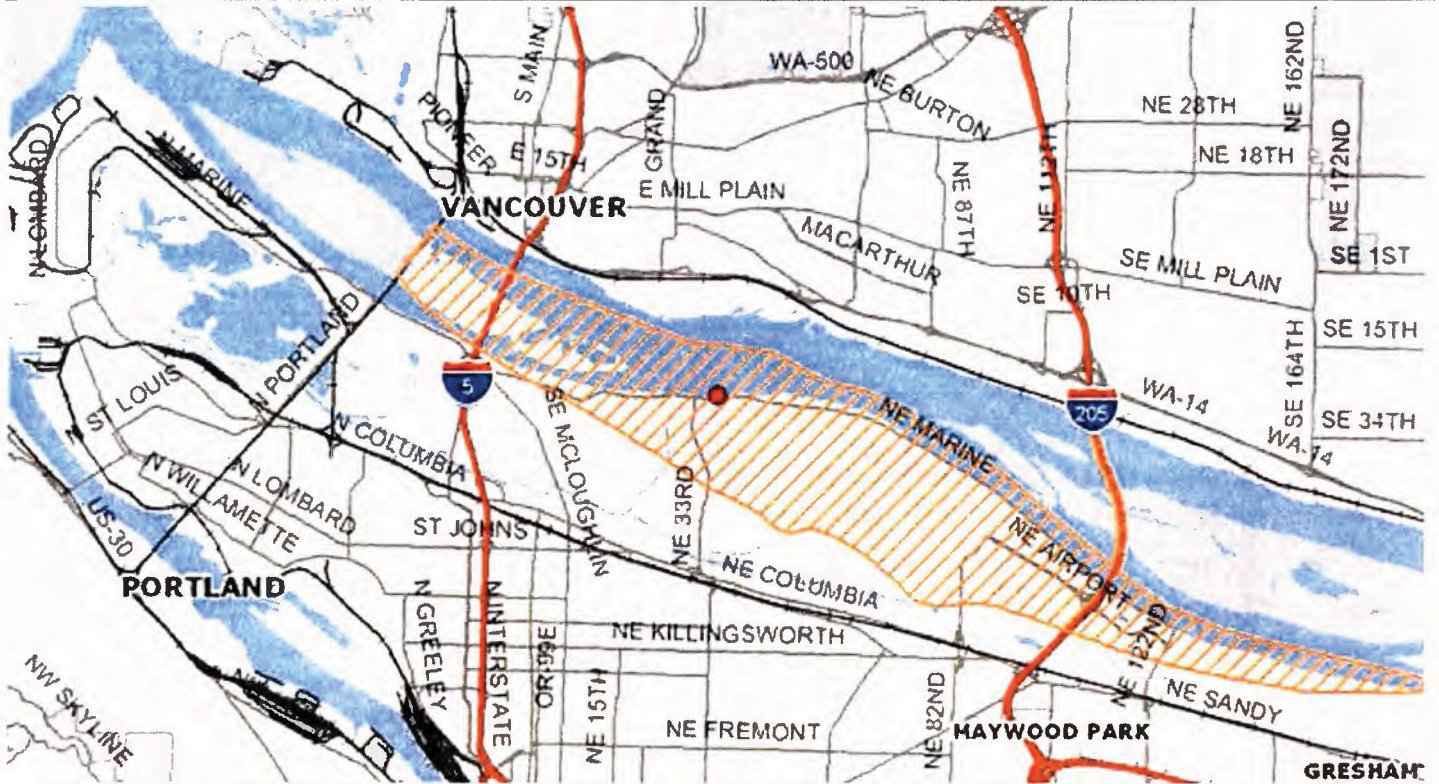 WA-500
S MAIN
PIONEER
E 15TH
GRAND
NE BURTON
NE 112TH
NE 28TH
NE 18TH
NE 162ND
NE 172ND
N LOMBARD
N MARINE
VANCOUVER
E MILL PLAIN
MACARTHUR
NE 87TH
SE MILL PLAIN
SE 1ST
SE 10TH
SE 15TH
SE 164TH
SE 34TH
WA-14
WA-14
5
205
N PORTLAND
ST LOUIS
N COLUMBIA
SE MCLOUGHLIN
NE MARINE
N LOMBARD
N WILLAMETTE
US-30
ST JOHNS
NE 33RD
NE COLUMBIA
NE AIRPORT
NE 122ND
PORTLAND
N GREELEY
N INTERSTATE
OR-99E
NE 15TH
NE KILLINGSWORTH
NE FREMONT
NE 82ND
NE SANDY
MAYWOOD PARK
NW SKYLINE
GRESHAM